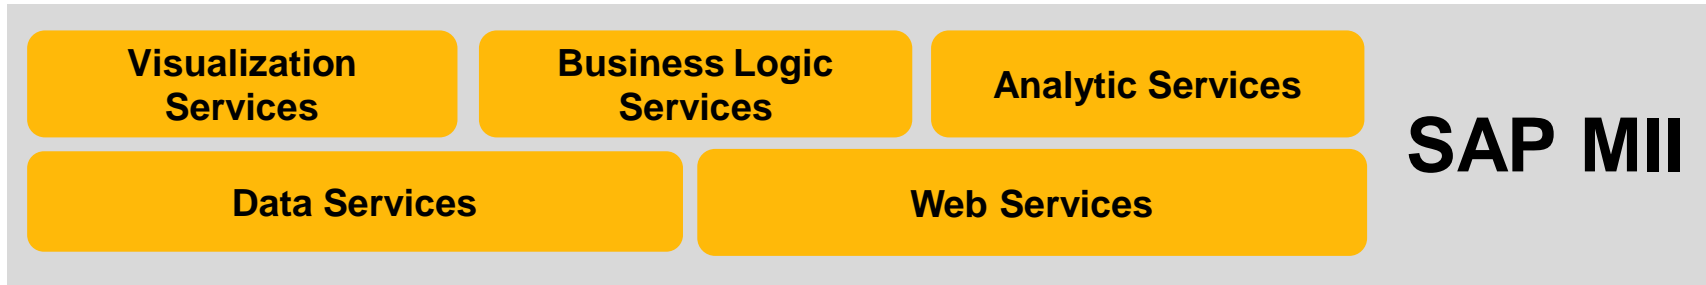 Visualization
Services
Business Logic
Services
Analytic Services
SAP MII
Data Services
Web Services